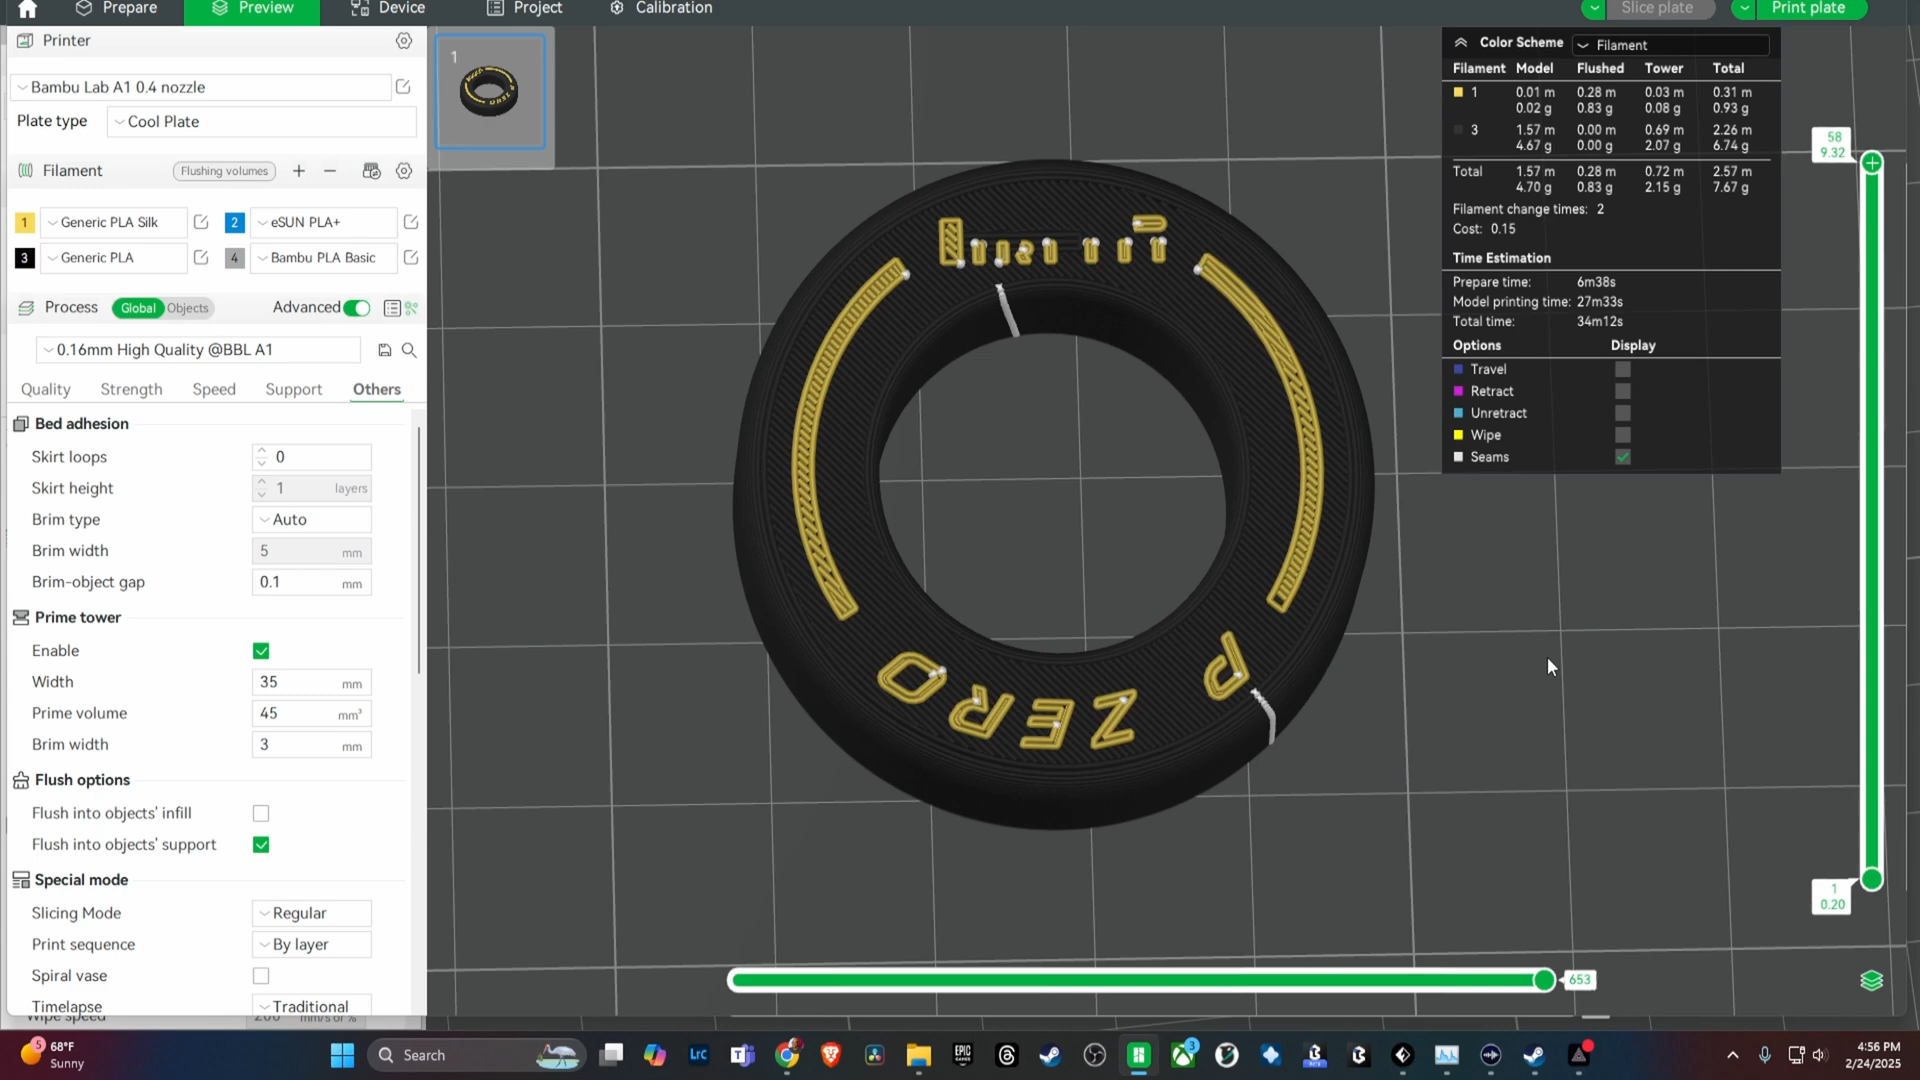 Prepare
Preview
Device
Project
Calibration
Slice plate
Print plate
Printer
Bambu Lab A1 0.4 nozzle
Plate type
Cool Plate
Filament
Flushing volumes
1
Generic PLA Silk
2
eSUN PLA+
3
Generic PLA
4
Bambu PLA Basic
Process
Global
Objects
Advanced
0.16mm High Quality @BBL A1
Quality
Strength
Speed
Support
Others
Bed adhesion
Skirt loops
0
Skirt height
1
layers
Brim type
Auto
Brim width
5
mm
Brim-object gap
0.1
mm
Prime tower
Enable
Width
35
mm
Prime volume
45
mm³
Brim width
3
mm
Flush options
Flush into objects' infill
Flush into objects' support
Special mode
Slicing Mode
Regular
Print sequence
By layer
Spiral vase
Timelapse
Traditional
1
P ZERO
Color Scheme
Filament
Filament Model Flushed Tower Total
1 0.01 m 0.28 m 0.03 m 0.31 m
0.02 g 0.83 g 0.08 g 0.93 g
3 1.57 m 0.00 m 0.69 m 2.26 m
4.67 g 0.00 g 2.07 g 6.74 g
Total 1.57 m 0.28 m 0.72 m 2.57 m
4.70 g 0.83 g 2.15 g 7.67 g
Filament change times: 2
Cost: 0.15
Time Estimation
Prepare time: 6m38s
Model printing time: 27m33s
Total time: 34m12s
Options Display
Travel
Retract
Unretract
Wipe
Seams
58
9.32
1
0.20
653
5
68°F
Sunny
Search
Lrc
EPIC
GAMES
3
4:56 PM
2/24/2025